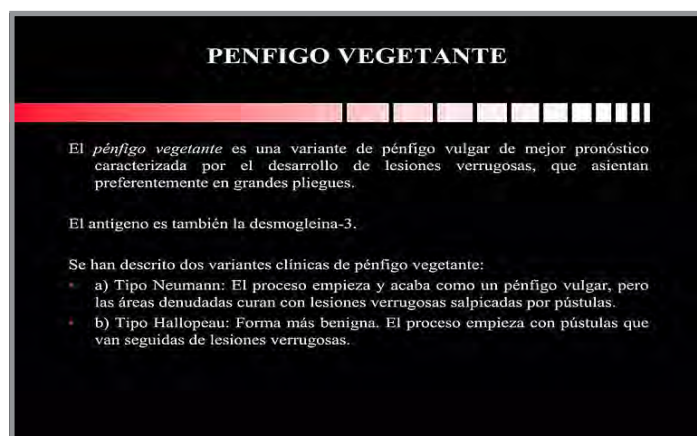 PENFIGO VEGETANTE
El pénfigo vegetante es una variante de pénfigo vulgar de mejor pronóstico
caracterizada por el desarrollo de lesiones verrugosas, que asientan
preferentemente en grandes pliegues.
El antigeno es también la desmogleina-3.
Se han descrito dos variantes clínicas de pénfigo vegetante:
a) Tipo Neumann: El proceso empieza y acaba como un pénfigo vulgar, pero
las áreas denudadas curan con lesiones verrugosas salpicadas por pústulas.
b) Tipo Hallopeau: Forma más benigna. El proceso empieza con pústulas que
van seguidas de lesiones verrugosas.